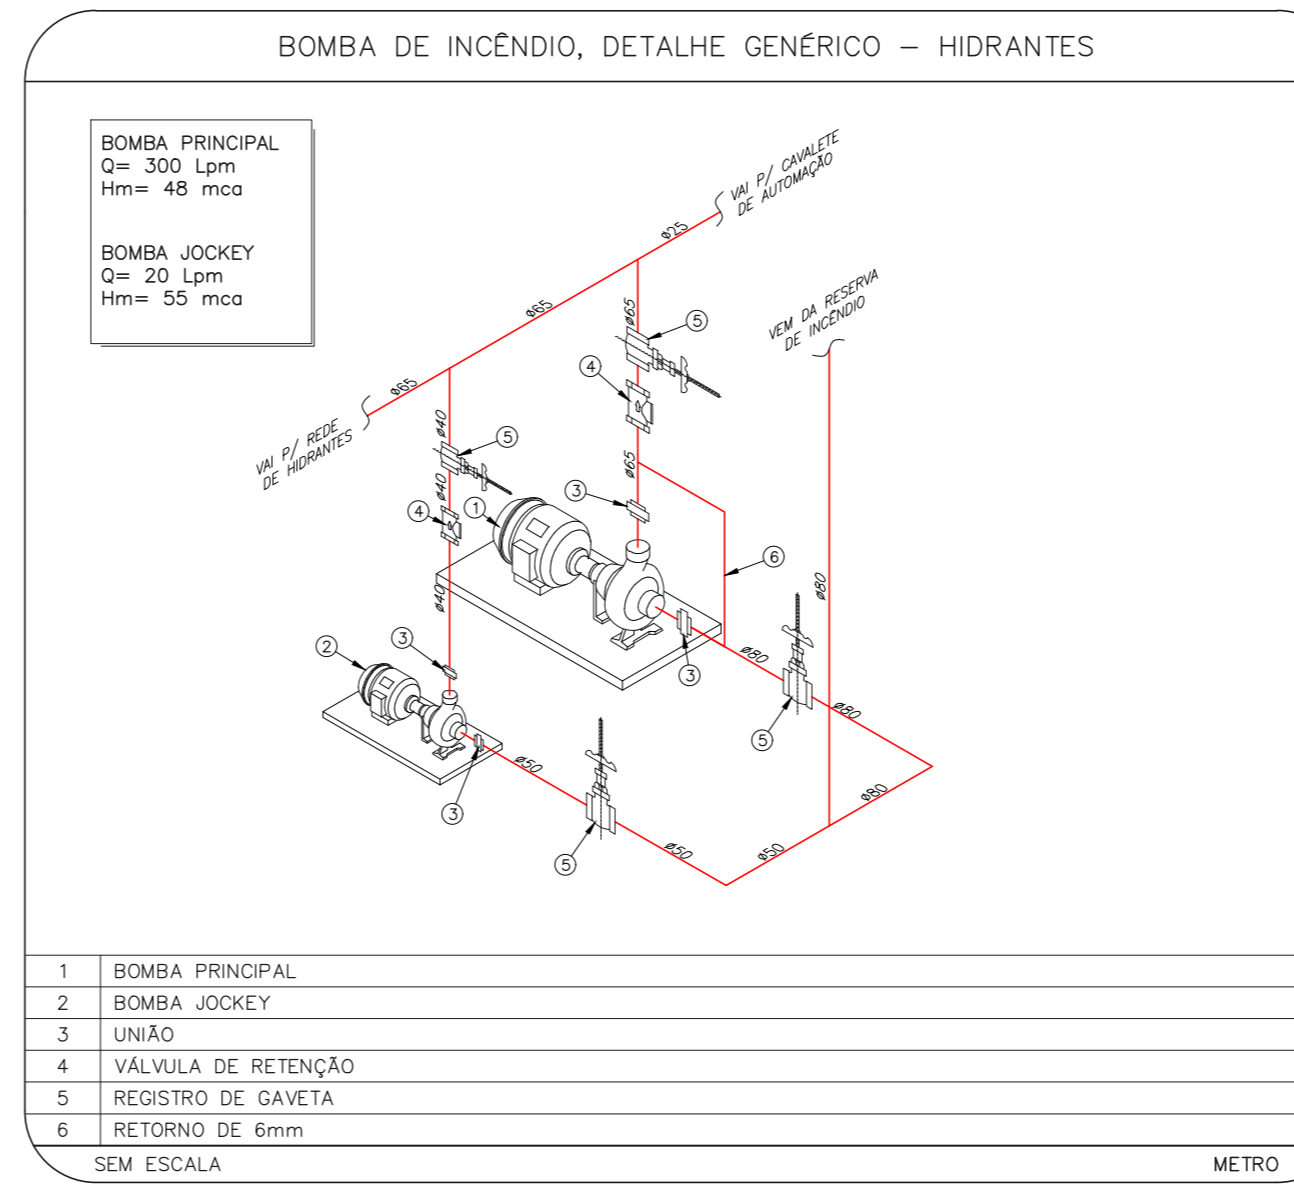 BOMBA DE INCÊNDIO, DETALHE GENÉRICO – HIDRANTES
BOMBA PRINCIPAL
Q= 300 Lpm
Hm= 48 mca
BOMBA JOCKEY
Q= 20 Lpm
Hm= 55 mca
VAI P/ CAVALETE
DE AUTOMAÇÃO
ø25
VEM DA RESERVA
DE INCÊNDIO
ø65
ø65
5
4
ø65
VAI P/ REDE
DE HIDRANTES
ø40
5
ø65
ø40
3
4
1
6
ø80
ø40
3
2
ø80
3
ø80
5
ø50
ø80
3
5
ø50
ø50
1 BOMBA PRINCIPAL
2 BOMBA JOCKEY
3 UNIÃO
4 VÁLVULA DE RETENÇÃO
5 REGISTRO DE GAVETA
6 RETORNO DE 6mm
SEM ESCALA
METRO